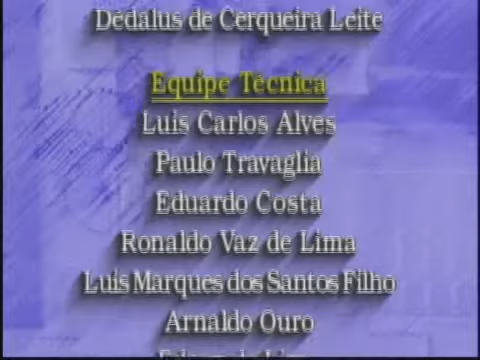 Dédalus de Cerqueira Leite
Equipe Técnica
Luis Carlos Alves
Paulo Travaglia
Eduardo Costa
Ronaldo Vaz de Lima
Luis Marques dos Santos Filho
Arnaldo Ouro